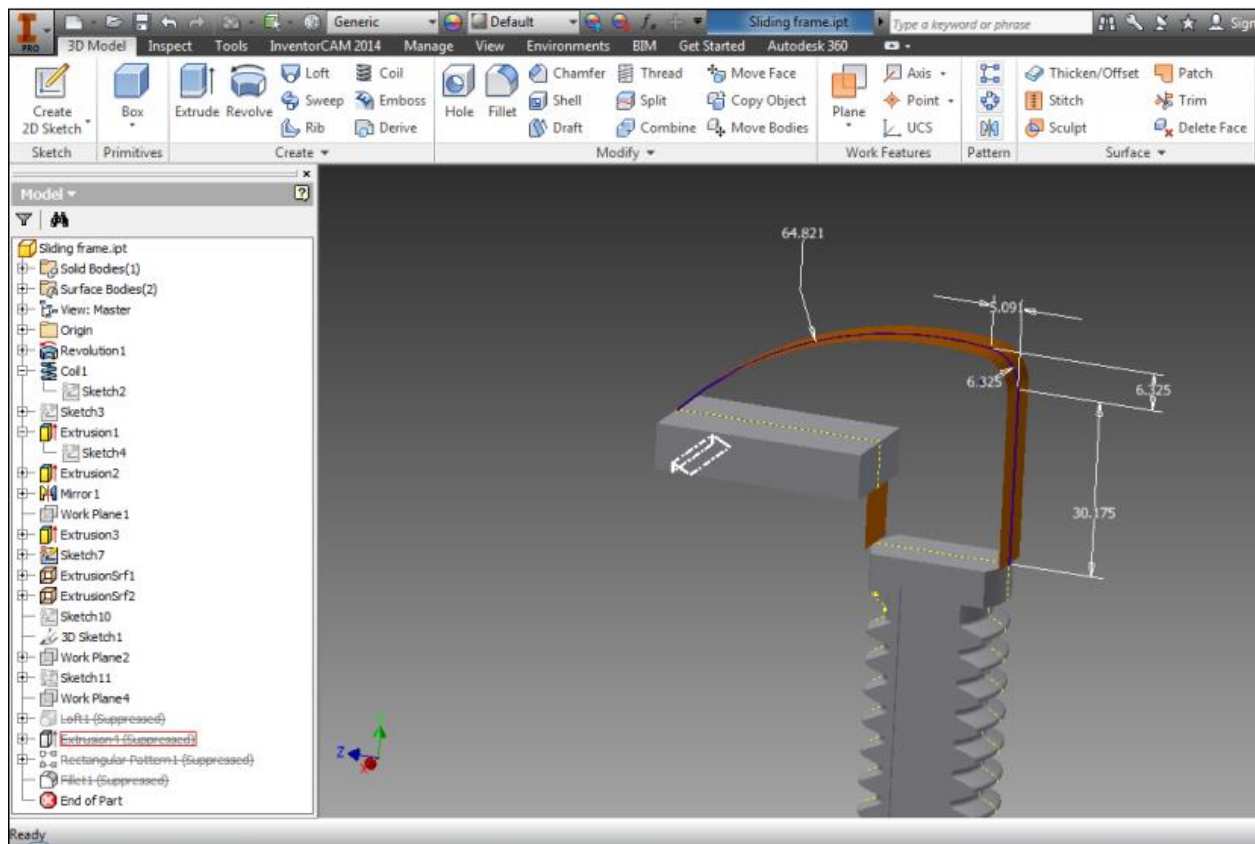 Generic Default fx Sliding frame.ipt Type a keyword or phrase Sign
PRO 3D Model Inspect Tools InventorCAM 2014 Manage View Environments BIM Get Started Autodesk 360
Loft Coil Chamfer Thread Move Face Axis Thicken/Offset Patch
Sweep Emboss Shell Split Copy Object Point Stitch Trim
Create 2D Sketch Box Extrude Revolve Rib Derive Hole Fillet Draft Combine Move Bodies Plane UCS Sculpt Delete Face
Sketch Primitives Create Modify Work Features Pattern Surface
Model
Sliding frame.ipt
Solid Bodies(1)
Surface Bodies(2)
View: Master
Origin
Revolution1
Coil1
Sketch2
Sketch3
Extrusion1
Sketch4
Extrusion2
Mirror1
Work Plane1
Extrusion3
Sketch7
ExtrusionSrf1
ExtrusionSrf2
Sketch10
3D Sketch1
Work Plane2
Sketch11
Work Plane4
Loft1 (Suppressed)
Extrusion4 (Suppressed)
Rectangular Pattern1 (Suppressed)
Fillet1 (Suppressed)
End of Part
64.821
5.091
6.325
6.325
30.175
Z
Ready